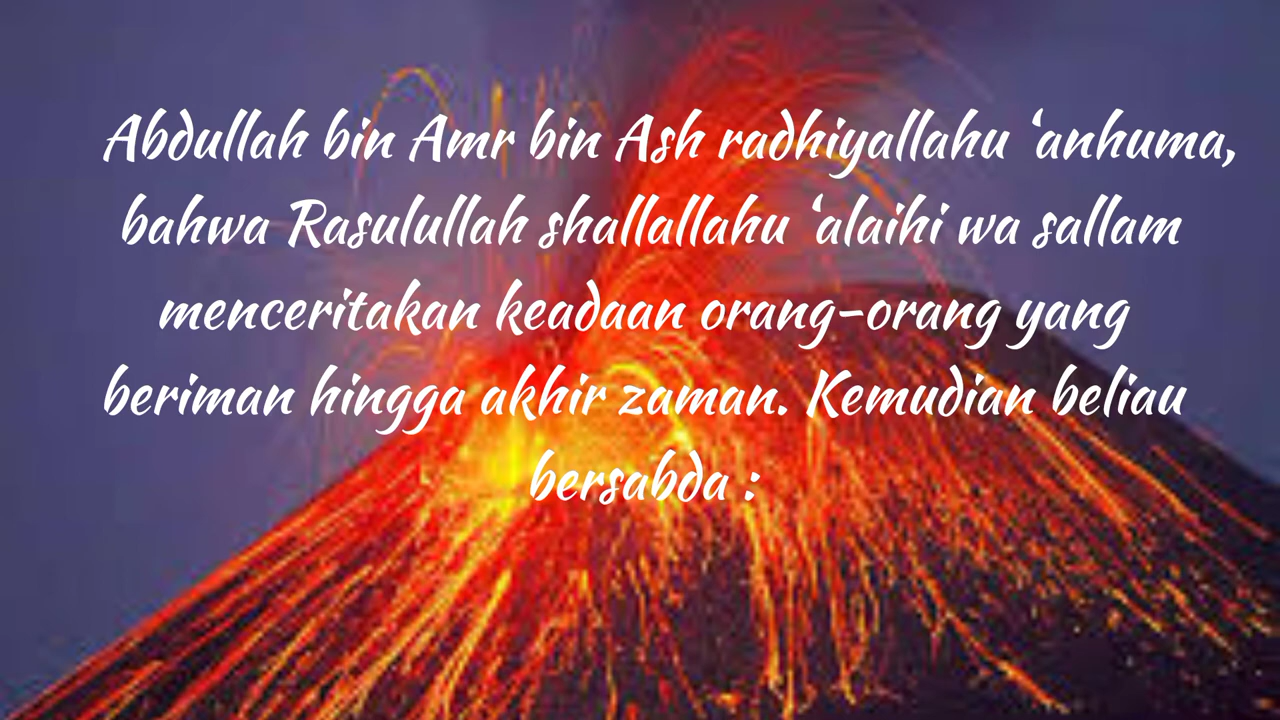 Abdullah bin Amr bin Ash radhiyallahu ‘anhuma,
bahwa Rasulullah shallallahu ‘alaihi wa sallam
menceritakan keadaan orang-orang yang
beriman hingga akhir zaman. Kemudian beliau
bersabda :